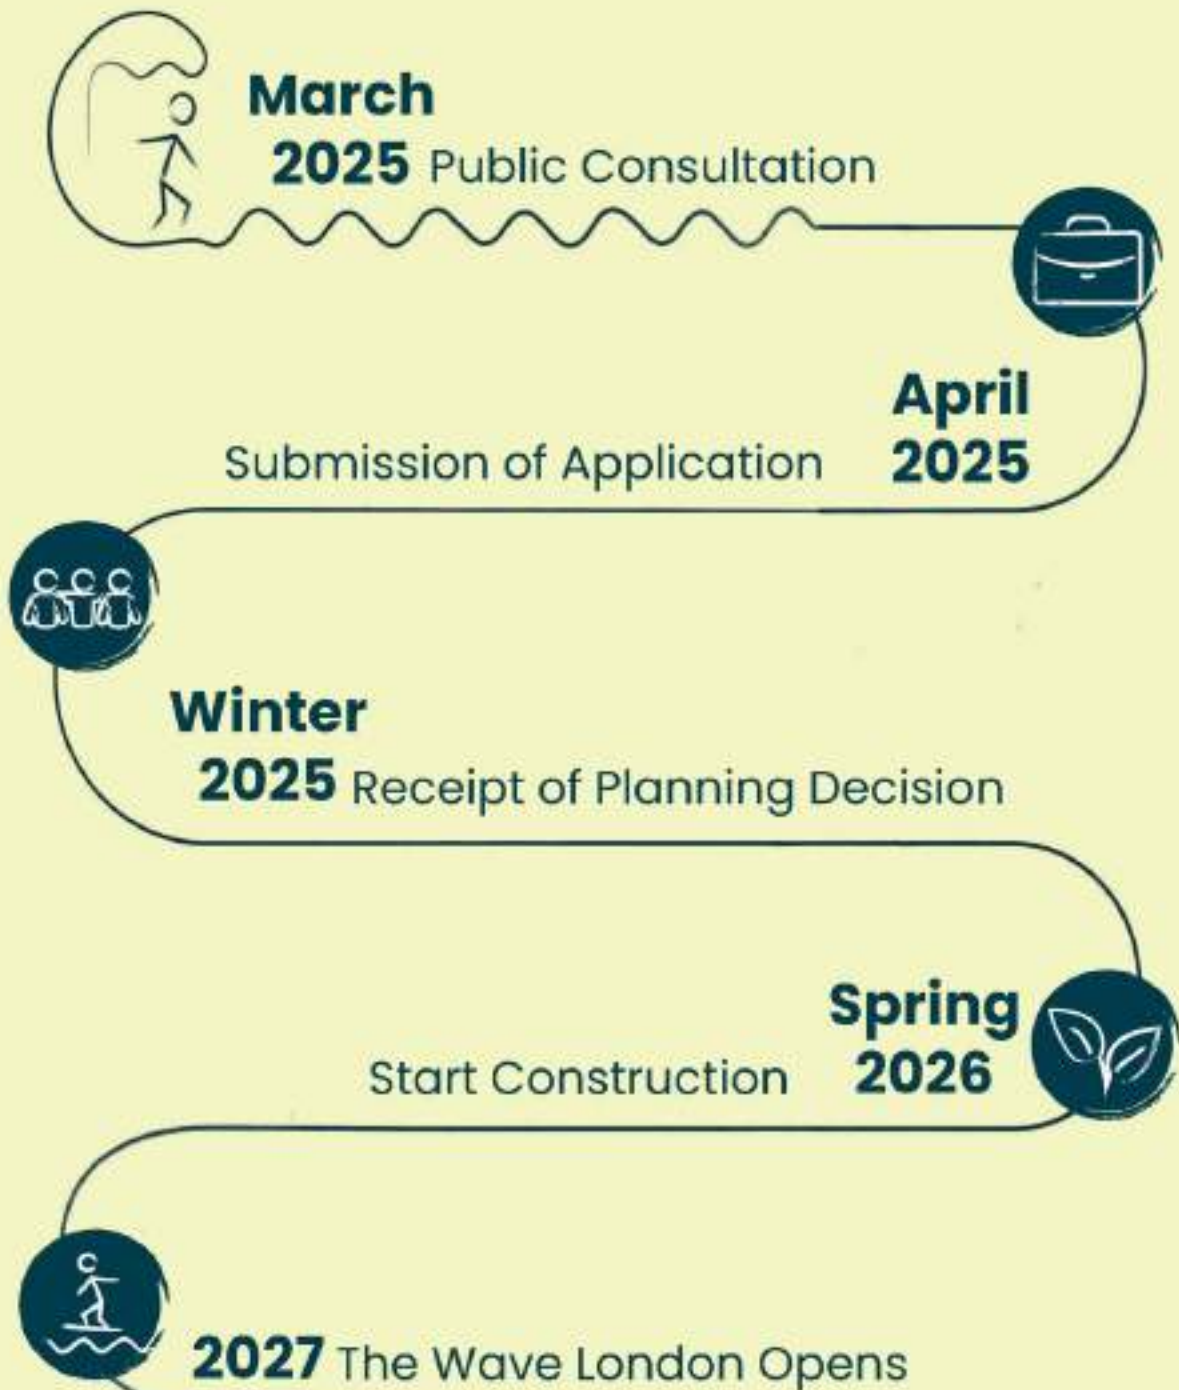 March
2025 Public Consultation
April
Submission of Application 2025
Winter
2025 Receipt of Planning Decision
Spring
Start Construction 2026
2027 The Wave London Opens